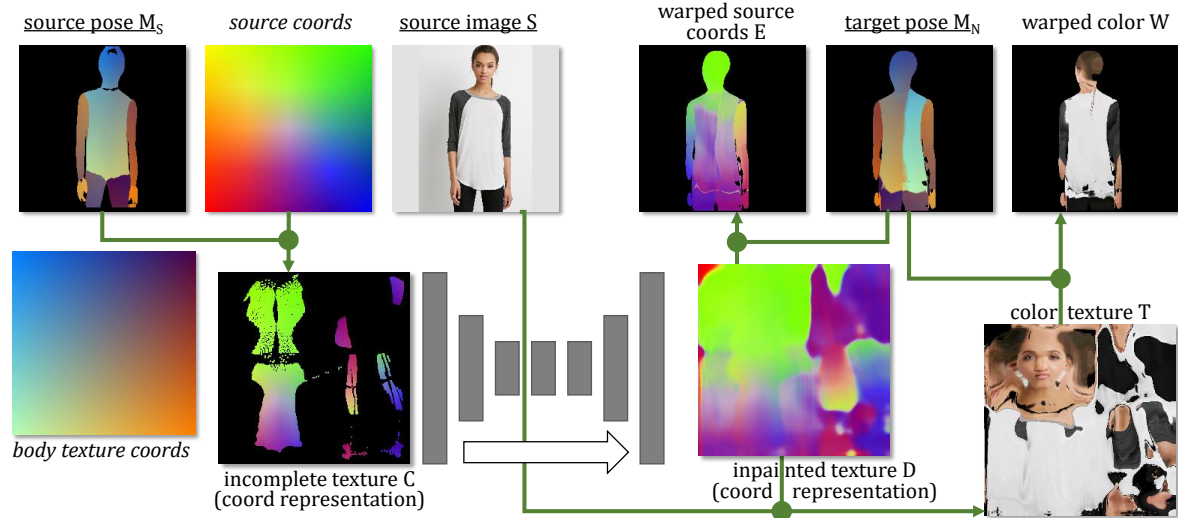 source pose M_S
source coords
source image S
warped source
coords E
target pose M_N
warped color W
body texture coords
incomplete texture C
(coord representation)
inpainted texture D
(coord representation)
color texture T